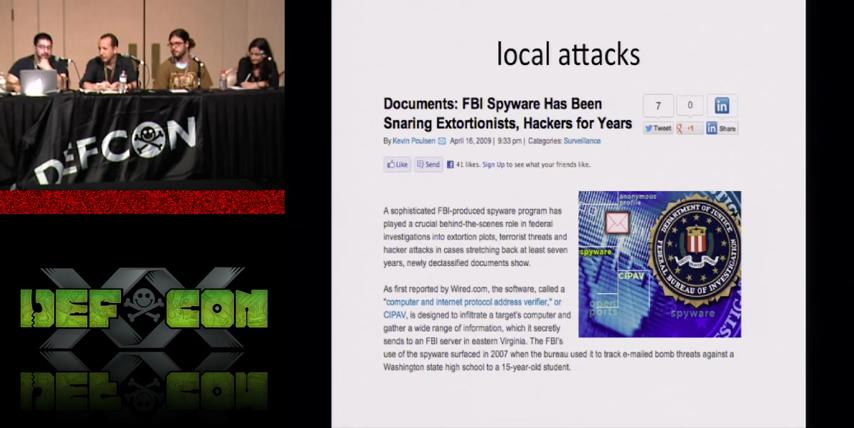 DEFCON
DEF CON
XX
local attacks
Documents: FBI Spyware Has Been
Snaring Extortionists, Hackers for Years
By Kevin Poulsen April 16, 2009 | 9:33 pm | Categories: Surveillance
7 0 in
Tweet +1 in Share
Like Send 41 likes. Sign Up to see what your friends like.
A sophisticated FBI-produced spyware program has
played a crucial behind-the-scenes role in federal
investigations into extortion plots, terrorist threats and
hacker attacks in cases stretching back at least seven
years, newly declassified documents show.
As first reported by Wired.com, the software, called a
"computer and internet protocol address verifier," or
CIPAV, is designed to infiltrate a target's computer and
gather a wide range of information, which it secretly
sends to an FBI server in eastern Virginia. The FBI's
use of the spyware surfaced in 2007 when the bureau used it to track e-mailed bomb threats against a
Washington state high school to a 15-year-old student.
anonymous
profile
spyware
CIPAV
open
ports
spyware
DEPARTMENT OF JUSTICE
FEDERAL BUREAU OF INVESTIGATION